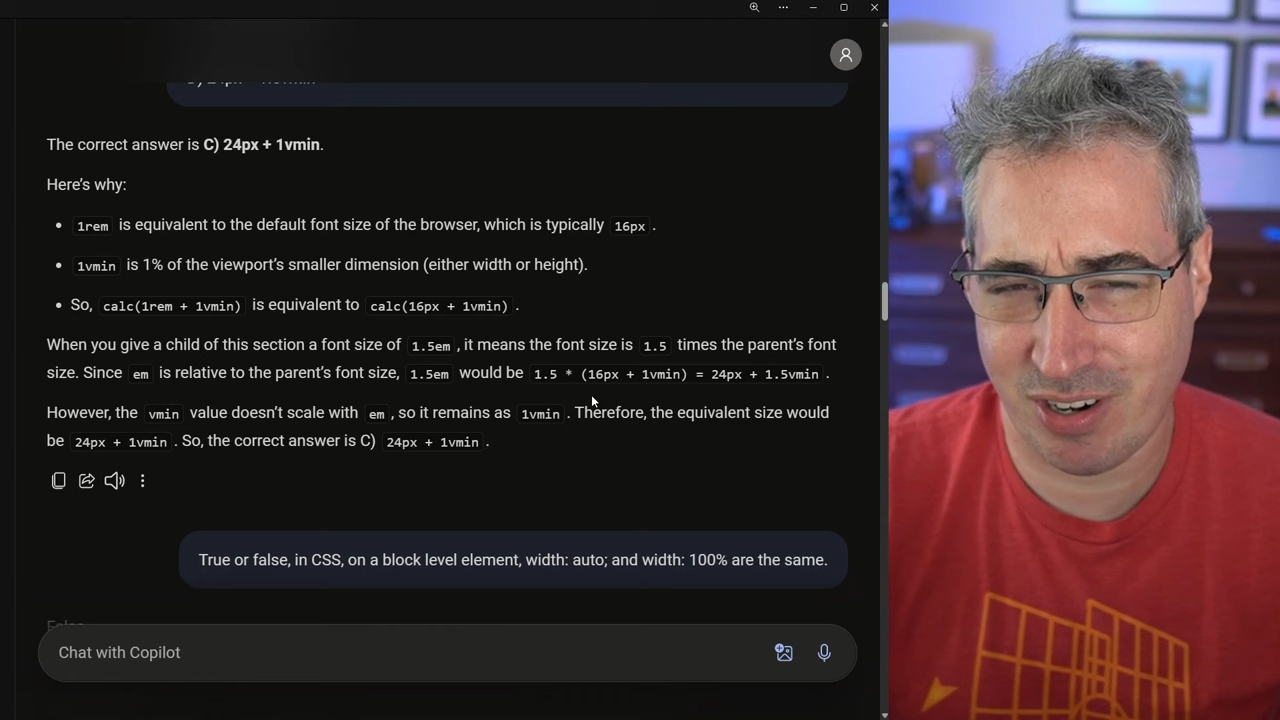 The correct answer is C) 24px + 1vmin.
Here's why:
• 1rem is equivalent to the default font size of the browser, which is typically 16px .
• 1vmin is 1% of the viewport's smaller dimension (either width or height).
• So, calc(1rem + 1vmin) is equivalent to calc(16px + 1vmin) .
When you give a child of this section a font size of 1.5em , it means the font size is 1.5 times the parent's font
size. Since em is relative to the parent's font size, 1.5em would be 1.5 * (16px + 1vmin) = 24px + 1.5vmin .
However, the vmin value doesn't scale with em , so it remains as 1vmin . Therefore, the equivalent size would
be 24px + 1vmin . So, the correct answer is C) 24px + 1vmin .
True or false, in CSS, on a block level element, width: auto; and width: 100% are the same.
Chat with Copilot